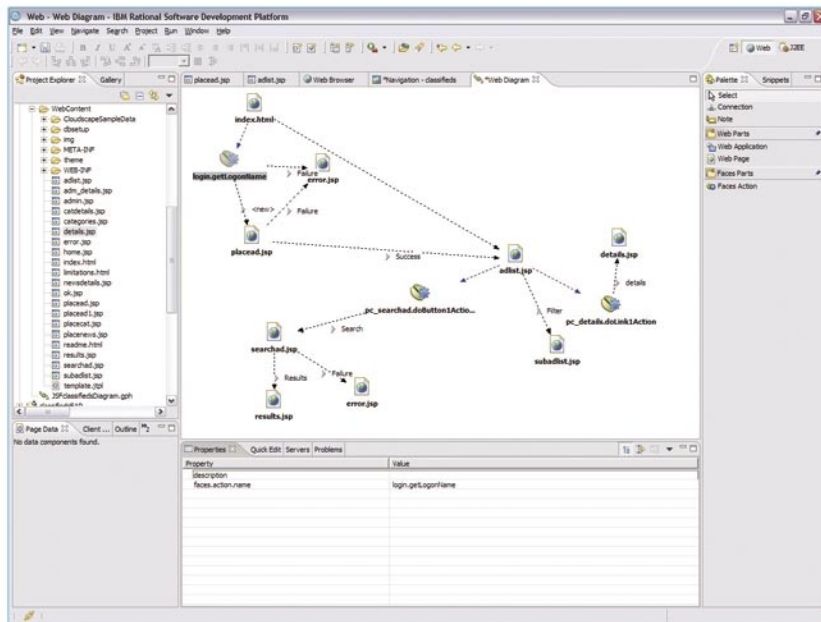 Web - Web Diagram - IBM Rational Software Development Platform
File Edit View Navigate Search Project Run Window Help
Web J2EE
Project Explorer Gallery
WebContent
CloudscapeSampleData
dbsetup
img
META-INF
theme
WEB-INF
adlist.jsp
adm_details.jsp
admin.jsp
catdetails.jsp
categories.jsp
details.jsp
error.jsp
home.jsp
index.html
limitations.html
newsdetails.jsp
ok.jsp
placead.jsp
placead1.jsp
placecat.jsp
placenews.jsp
readme.html
results.jsp
searchad.jsp
subadlist.jsp
template.jtpl
JSFclassifiedsDiagram.gph
Page Data Client ... Outline
No data components found.
placead.jsp adlist.jsp Web Browser *Navigation - classifieds *Web Diagram
index.html
login.getLogonName
Failure
error.jsp
<new>
Failure
placead.jsp
Success
adlist.jsp
details.jsp
details
pc_searchad.doButton1Actio...
pc_details.doLink1Action
Filter
Search
searchad.jsp
subadlist.jsp
Results
Failure
results.jsp
error.jsp
Properties Quick Edit Servers Problems
Property Value
description
faces.action.name login.getLogonName
Palette Snippets
Select
Connection
Note
Web Parts
Web Application
Web Page
Faces Parts
Faces Action